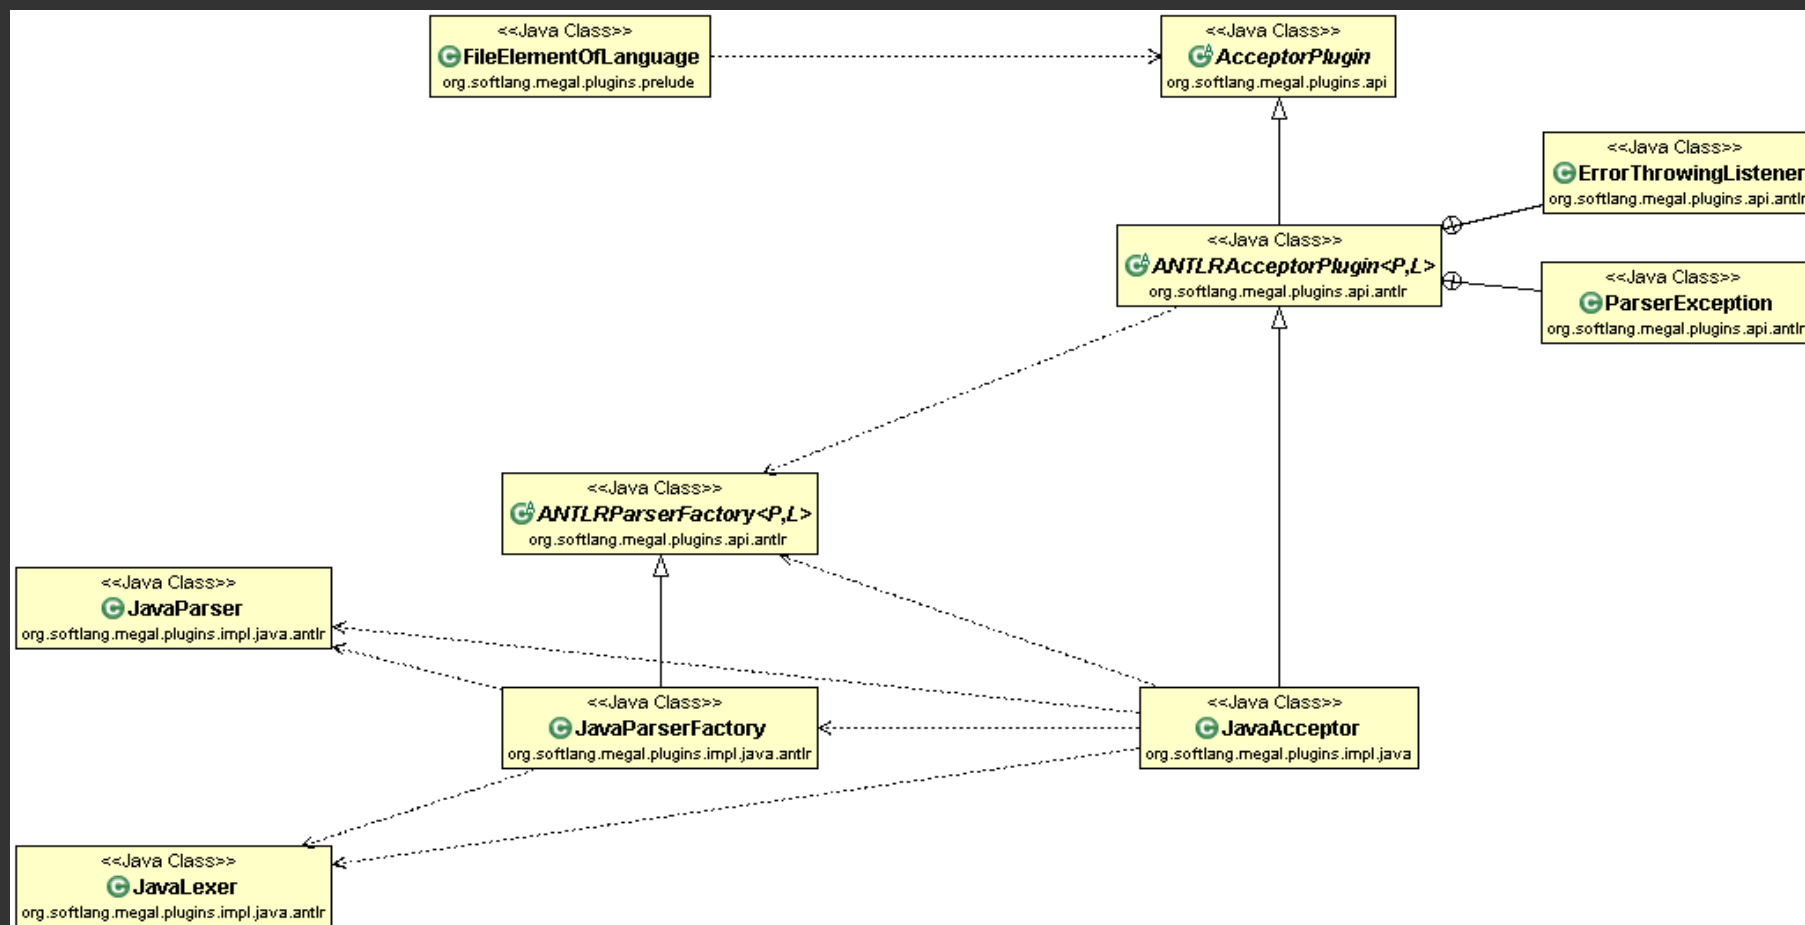 <<Java Class>>
FileElementOfLanguage
org.softlang.megal.plugins.prelude
<<Java Class>>
AcceptorPlugin
org.softlang.megal.plugins.api
<<Java Class>>
ErrorThrowingListener
org.softlang.megal.plugins.api.antlr
<<Java Class>>
ANTLRAcceptorPlugin<P,L>
org.softlang.megal.plugins.api.antlr
<<Java Class>>
ParserException
org.softlang.megal.plugins.api.antlr
<<Java Class>>
ANTLRParserFactory<P,L>
org.softlang.megal.plugins.api.antlr
<<Java Class>>
JavaParser
org.softlang.megal.plugins.impl.java.antlr
<<Java Class>>
JavaParserFactory
org.softlang.megal.plugins.impl.java.antlr
<<Java Class>>
JavaAcceptor
org.softlang.megal.plugins.impl.java
<<Java Class>>
JavaLexer
org.softlang.megal.plugins.impl.java.antlr